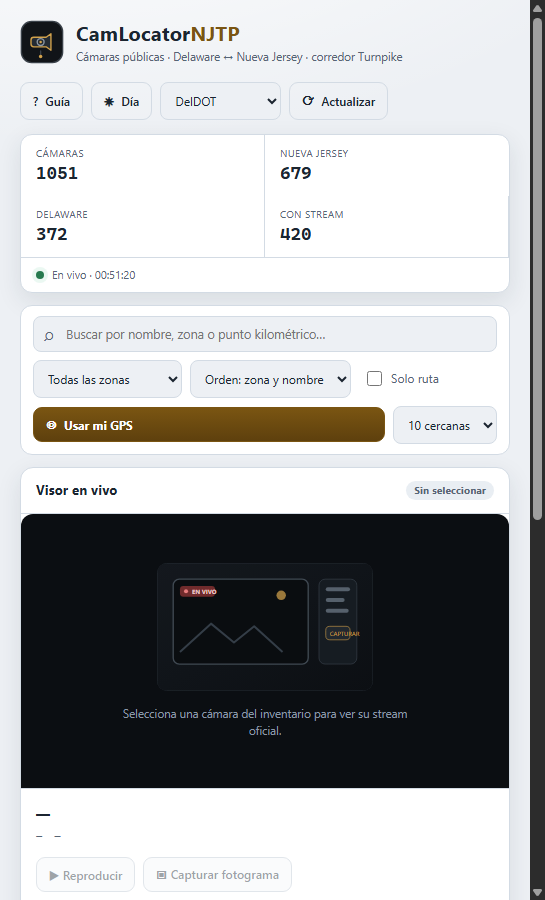 CamLocatorNJTP
Cámaras públicas · Delaware ↔ Nueva Jersey · corredor Turnpike
? Guía
Día
DelDOT
Actualizar
CÁMARAS
1051
NUEVA JERSEY
679
DELAWARE
372
CON STREAM
420
En vivo · 00:51:20
Buscar por nombre, zona o punto kilométrico...
Todas las zonas
Orden: zona y nombre
Solo ruta
Usar mi GPS
10 cercanas
Visor en vivo
Sin seleccionar
EN VIVO
CAPTURAR
Selecciona una cámara del inventario para ver su stream
oficial.
—
— —
Reproducir
Capturar fotograma